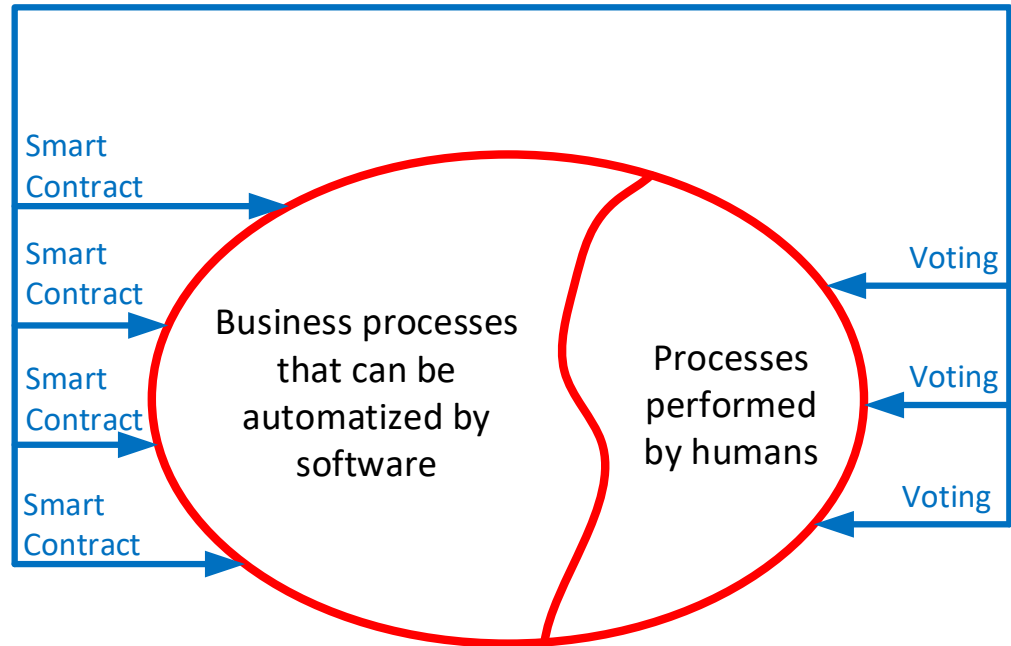 Smart
Contract
Smart
Contract
Smart
Contract
Smart
Contract
Business processes
that can be
automatized by
software
Processes
performed
by humans
Voting
Voting
Voting